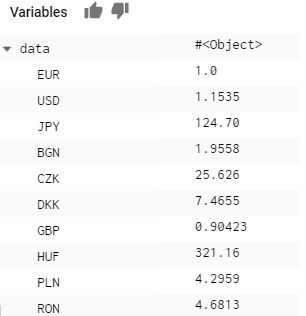 Variables
data #<Object>
EUR 1.0
USD 1.1535
JPY 124.70
BGN 1.9558
CZK 25.626
DKK 7.4655
GBP 0.90423
HUF 321.16
PLN 4.2959
RON 4.6813